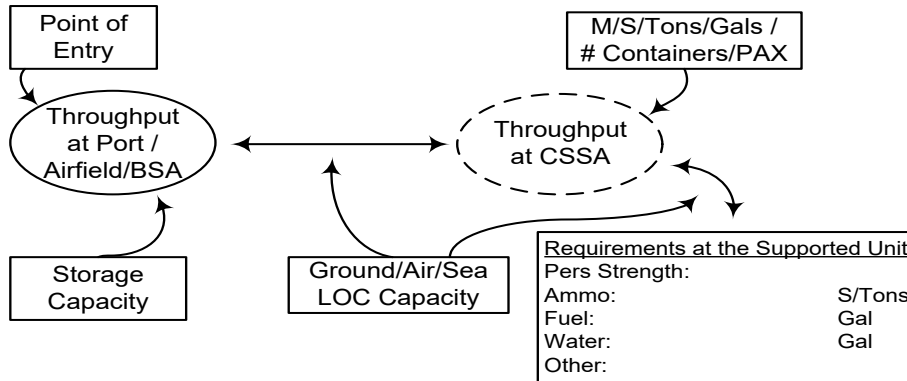 Point of
Entry
M/S/Tons/Gals /
# Containers/PAX
Throughput
at Port /
Airfield/BSA
Throughput
at CSSA
Storage
Capacity
Ground/Air/Sea
LOC Capacity
Requirements at the Supported Unit
Pers Strength:
Ammo: S/Tons
Fuel: Gal
Water: Gal
Other: